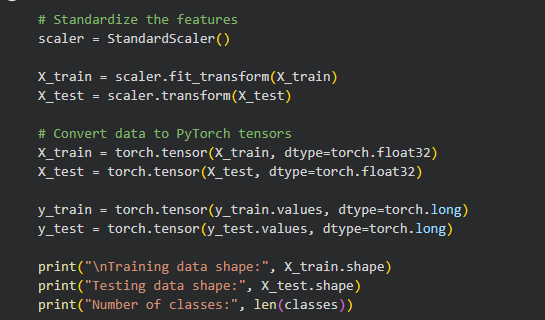 # Standardize the features
scaler = StandardScaler()
X_train = scaler.fit_transform(X_train)
X_test = scaler.transform(X_test)
# Convert data to PyTorch tensors
X_train = torch.tensor(X_train, dtype=torch.float32)
X_test = torch.tensor(X_test, dtype=torch.float32)
y_train = torch.tensor(y_train.values, dtype=torch.long)
y_test = torch.tensor(y_test.values, dtype=torch.long)
print("\nTraining data shape:", X_train.shape)
print("Testing data shape:", X_test.shape)
print("Number of classes:", len(classes))